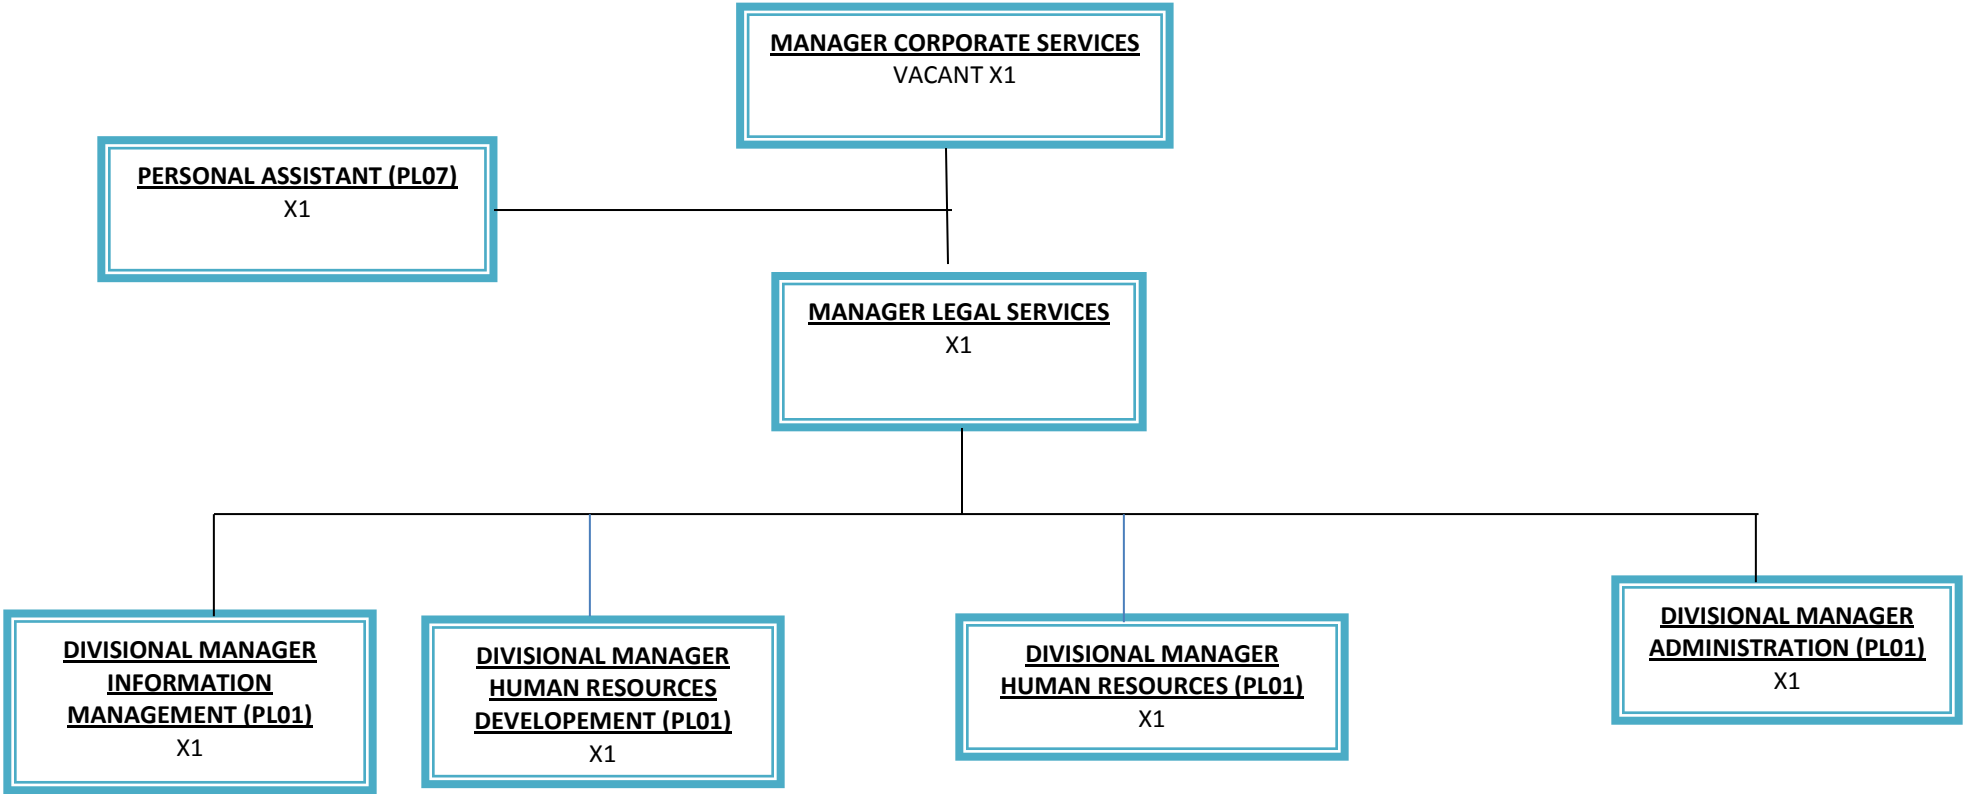 MANAGER CORPORATE SERVICES
VACANT X1
PERSONAL ASSISTANT (PL07)
X1
MANAGER LEGAL SERVICES
X1
DIVISIONAL MANAGER
INFORMATION
MANAGEMENT (PL01)
X1
DIVISIONAL MANAGER
HUMAN RESOURCES
DEVELOPEMENT (PL01)
X1
DIVISIONAL MANAGER
HUMAN RESOURCES (PL01)
X1
DIVISIONAL MANAGER
ADMINISTRATION (PL01)
X1